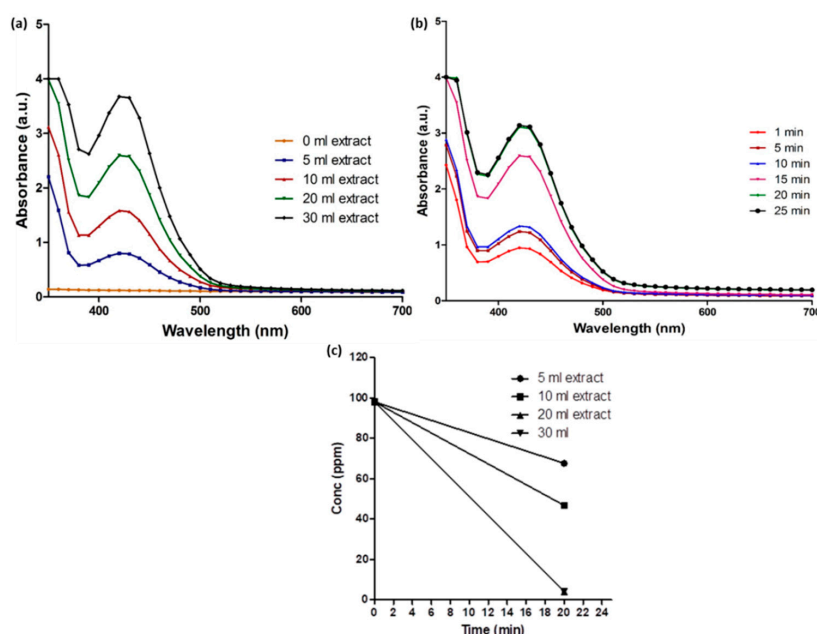 (a)
5
4
3
2
1
0
Absorbance (a.u.)
400
500
600
700
Wavelength (nm)
0 ml extract
5 ml extract
10 ml extract
20 ml extract
30 ml extract
(b)
5
4
3
2
1
0
Absorbance (a.u.)
400
500
600
700
Wavelength (nm)
1 min
5 min
10 min
15 min
20 min
25 min
(c)
120
100
80
60
40
20
0
Conc (ppm)
0 2 4 6 8 10 12 14 16 18 20 22 24
Time (min)
5 ml extract
10 ml extract
20 ml extract
30 ml